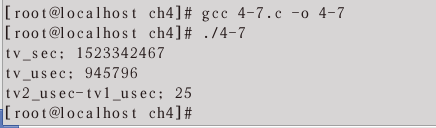 [root@localhost ch4]# gcc 4-7.c -o 4-7
[root@localhost ch4]# ./4-7
tv_sec; 1523342467
tv_usec; 945796
tv2_usec-tv1_usec; 25
[root@localhost ch4]#